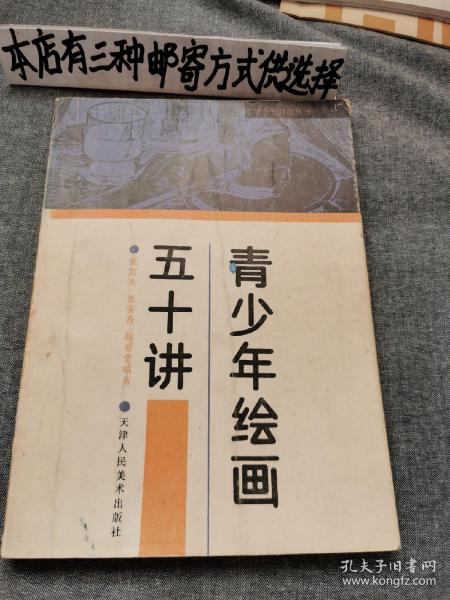 本店有三种邮寄方式供选择
青少年绘画
五十讲
天津人民美术出版社
孔夫子旧书网
www.kongfz.com